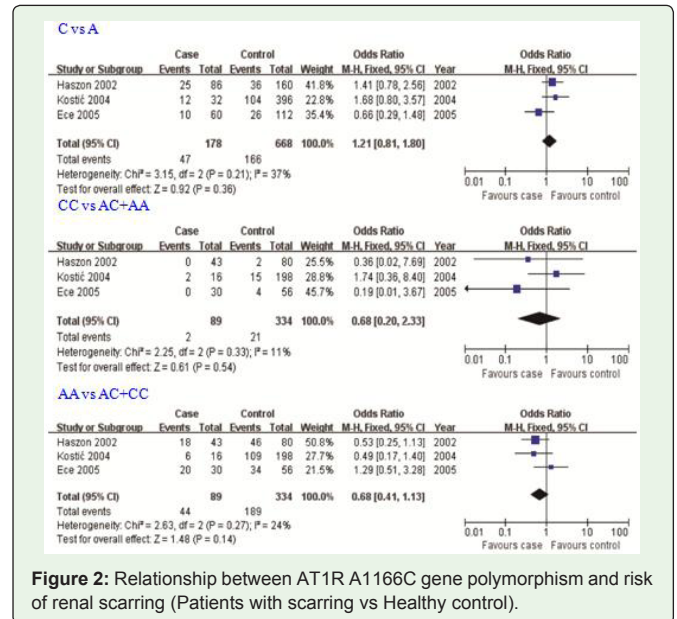 C vs A
Case Control Odds Ratio Odds Ratio
Study or Subgroup Events Total Events Total Weight M-H, Fixed, 95% CI Year M-H, Fixed, 95% CI
Haszon 2002 25 86 36 160 41.8% 1.41 [0.78, 2.56] 2002
Kostić 2004 12 32 104 396 22.8% 1.68 [0.80, 3.57] 2004
Ece 2005 10 60 26 112 35.4% 0.66 [0.29, 1.48] 2005
Total (95% CI) 178 668 100.0% 1.21 [0.81, 1.80]
Total events 47 166
Heterogeneity: Chi² = 3.15, df = 2 (P = 0.21); I² = 37%
Test for overall effect: Z = 0.92 (P = 0.36)
0.01 0.1 1 10 100
Favours case Favours control
CC vs AC+AA
Case Control Odds Ratio Odds Ratio
Study or Subgroup Events Total Events Total Weight M-H, Fixed, 95% CI Year M-H, Fixed, 95% CI
Haszon 2002 0 43 2 80 25.5% 0.36 [0.02, 7.69] 2002
Kostić 2004 2 16 15 198 28.8% 1.74 [0.36, 8.40] 2004
Ece 2005 0 30 4 56 45.7% 0.19 [0.01, 3.67] 2005
Total (95% CI) 89 334 100.0% 0.68 [0.20, 2.33]
Total events 2 21
Heterogeneity: Chi² = 2.25, df = 2 (P = 0.33); I² = 11%
Test for overall effect: Z = 0.61 (P = 0.54)
0.01 0.1 1 10 100
Favours case Favours control
AA vs AC+CC
Case Control Odds Ratio Odds Ratio
Study or Subgroup Events Total Events Total Weight M-H, Fixed, 95% CI Year M-H, Fixed, 95% CI
Haszon 2002 18 43 46 80 50.8% 0.53 [0.25, 1.13] 2002
Kostić 2004 6 16 109 198 27.7% 0.49 [0.17, 1.40] 2004
Ece 2005 20 30 34 56 21.5% 1.29 [0.51, 3.28] 2005
Total (95% CI) 89 334 100.0% 0.68 [0.41, 1.13]
Total events 44 189
Heterogeneity: Chi² = 2.63, df = 2 (P = 0.27); I² = 24%
Test for overall effect: Z = 1.48 (P = 0.14)
0.01 0.1 1 10 100
Favours case Favours control
Figure 2: Relationship between AT1R A1166C gene polymorphism and risk
of renal scarring (Patients with scarring vs Healthy control).